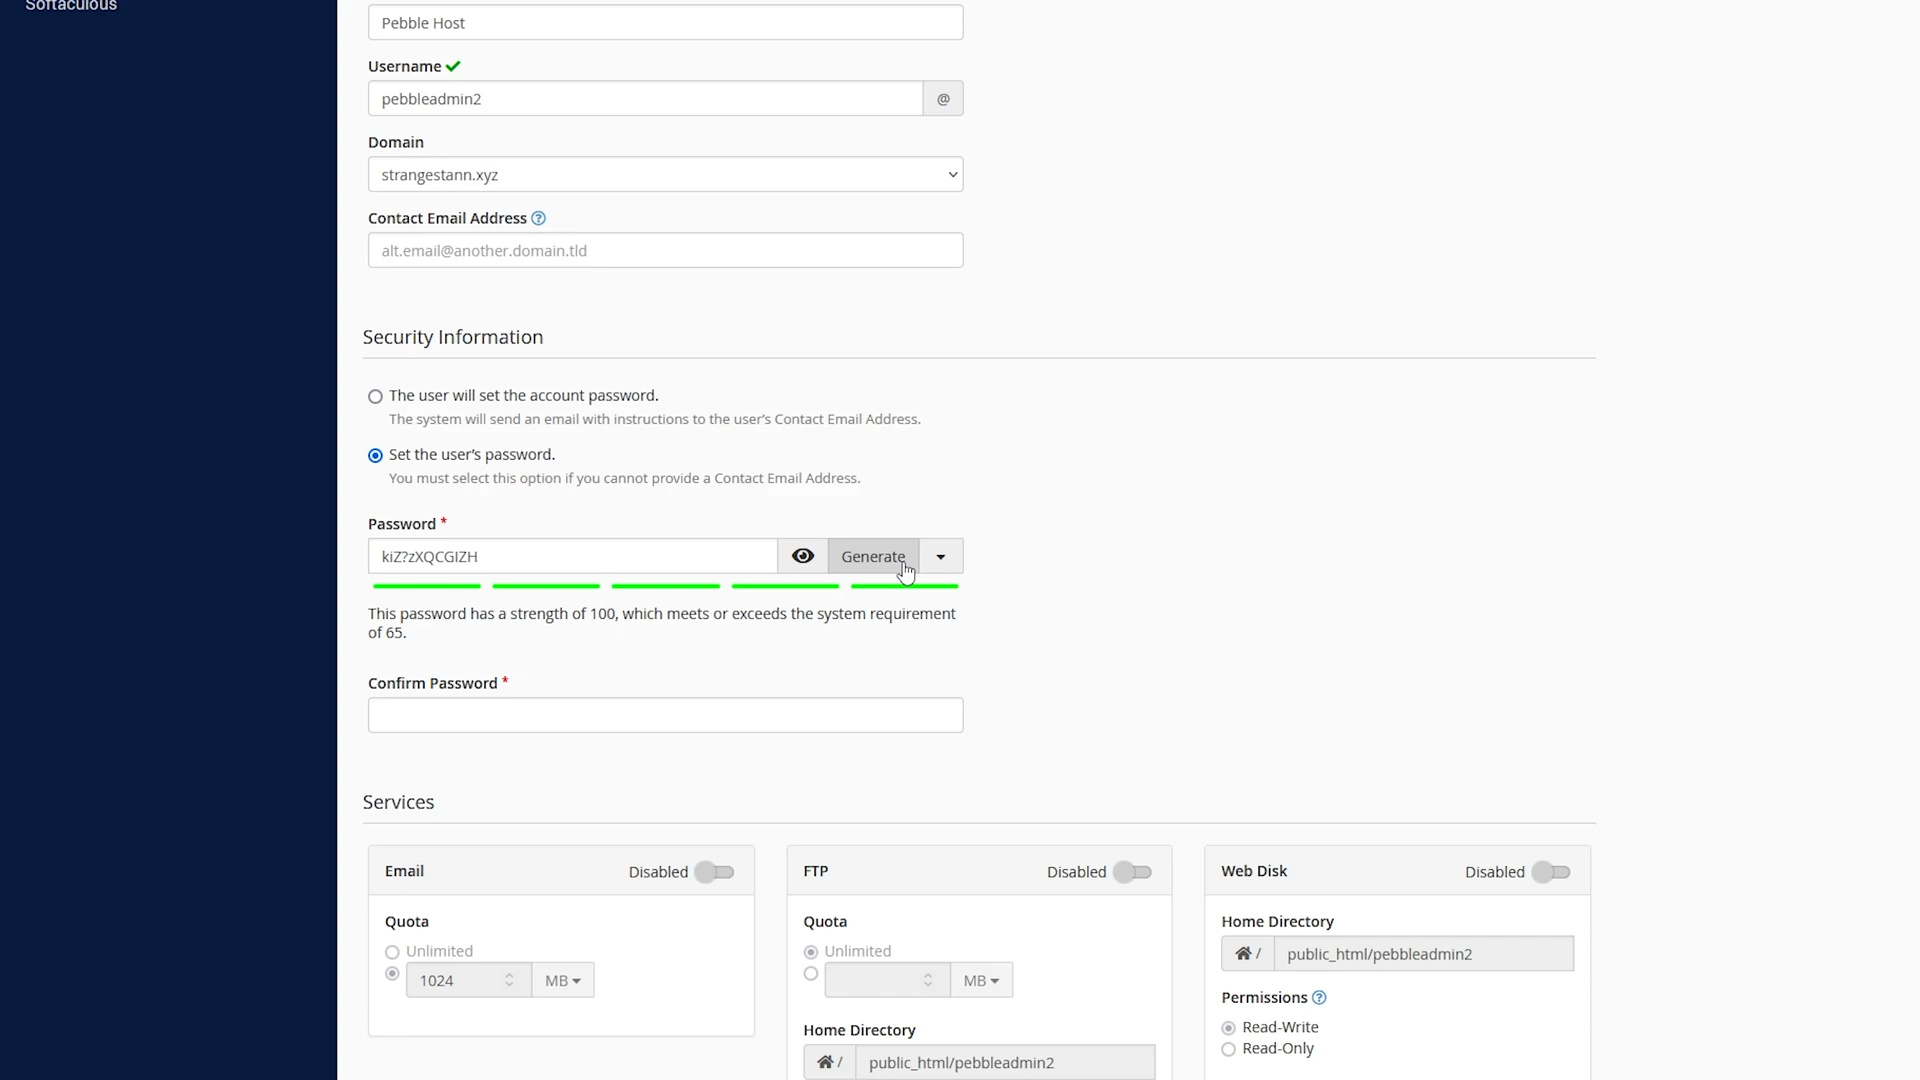 Softaculous
Pebble Host
Username
pebbleadmin2
@
Domain
strangestann.xyz
Contact Email Address ?
alt.email@another.domain.tld
Security Information
The user will set the account password.
The system will send an email with instructions to the user's Contact Email Address.
Set the user's password.
You must select this option if you cannot provide a Contact Email Address.
Password *
kiZ?zXQCGIZH
Generate
This password has a strength of 100, which meets or exceeds the system requirement
of 65.
Confirm Password *
Services
Email Disabled
Quota
Unlimited
1024 MB
FTP Disabled
Quota
Unlimited
MB
Home Directory
/ public_html/pebbleadmin2
Web Disk Disabled
Home Directory
/ public_html/pebbleadmin2
Permissions ?
Read-Write
Read-Only